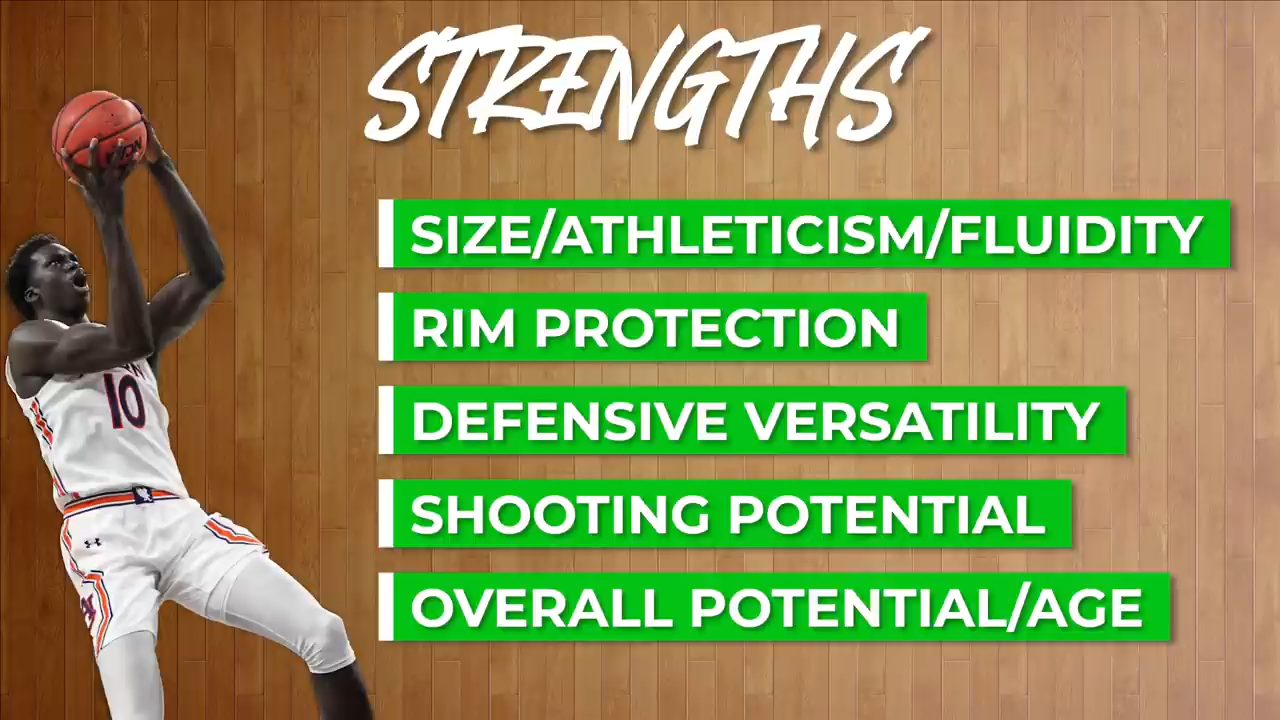 STRENGTHS
SIZE/ATHLETICISM/FLUIDITY
RIM PROTECTION
DEFENSIVE VERSATILITY
SHOOTING POTENTIAL
OVERALL POTENTIAL/AGE
10